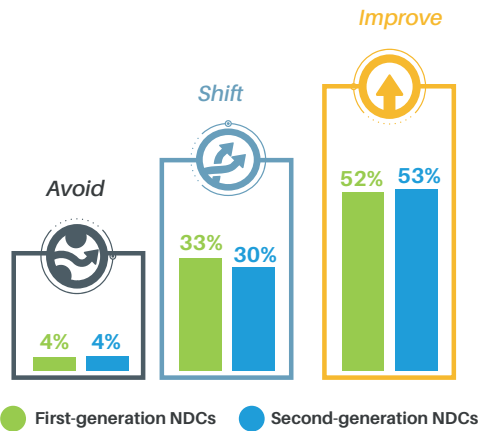 Improve
Shift
Avoid
52%
53%
33%
30%
4%
4%
First-generation NDCs
Second-generation NDCs